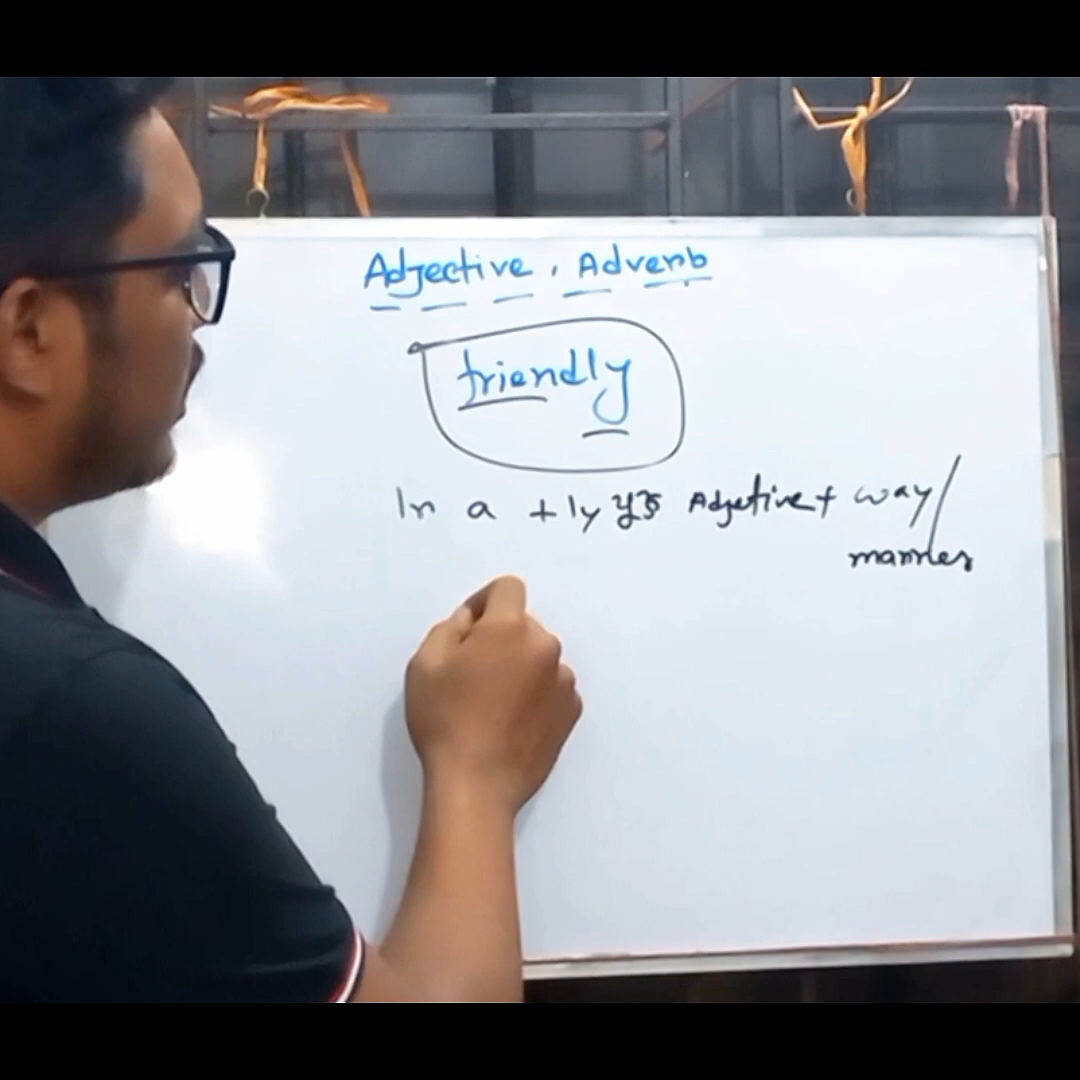 Adjective, Adverb
friendly
In a + ly যুক্ত Adjective + way/
manner